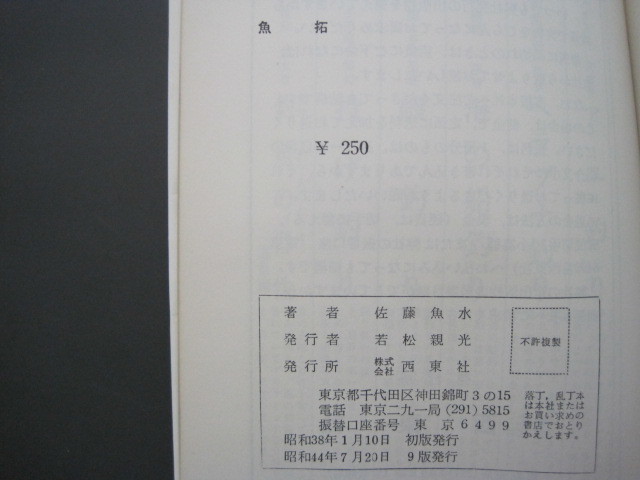 魚拓
¥ 250
著者 佐藤魚水
発行者 若松親光
発行所 株式会社 西東社
不許複製
東京都千代田区神田錦町3の15
電話 東京二九一局 (291) 5815
振替口座番号 東京6499
落丁,乱丁本
は本社または
お買い求めの
書店でおとり
かえします。
昭和38年1月10日 初版発行
昭和44年7月20日 9版発行